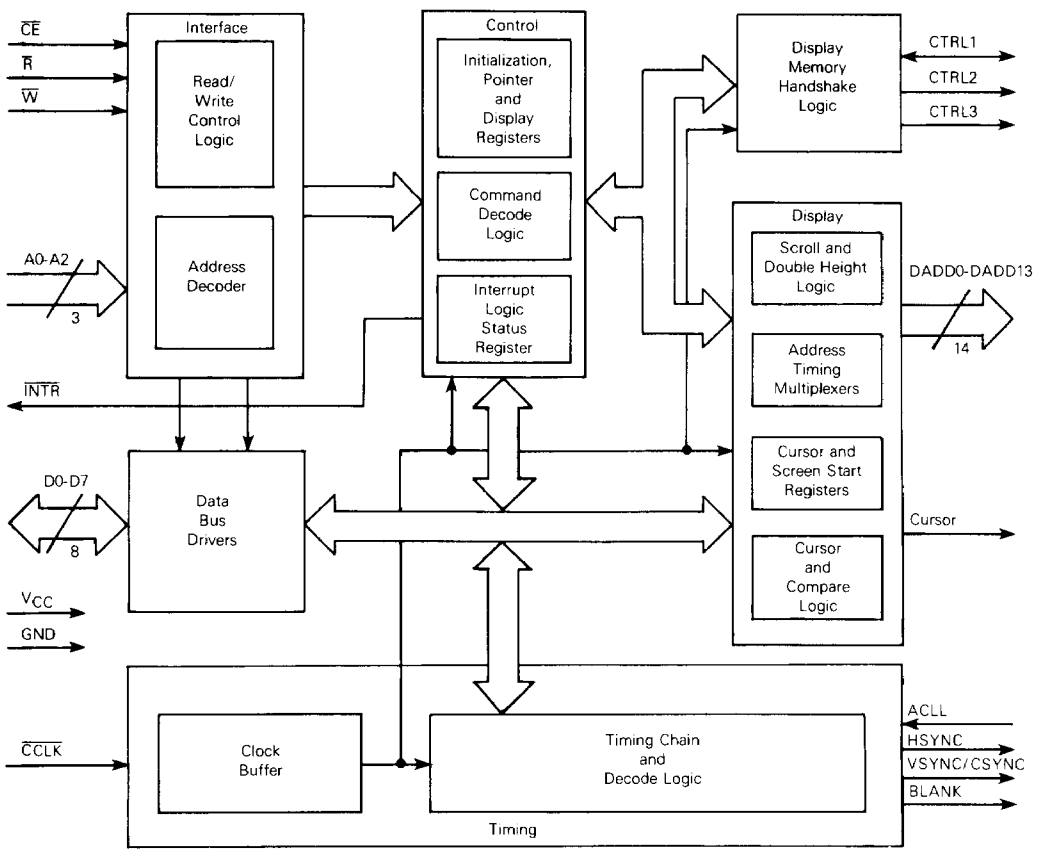 Interface
C̅E̅
R̅
W̅
Read/
Write
Control
Logic
A0-A2
3
Address
Decoder
I̅N̅T̅R̅
Control
Initialization,
Pointer
and
Display
Registers
Command
Decode
Logic
Interrupt
Logic
Status
Register
Display
Memory
Handshake
Logic
CTRL1
CTRL2
CTRL3
Display
Scroll and
Double Height
Logic
DADD0-DADD13
14
Address
Timing
Multiplexers
Cursor and
Screen Start
Registers
Cursor
and
Compare
Logic
Cursor
D0-D7
8
Data
Bus
Drivers
VCC
GND
C̅C̅L̅K̅
Clock
Buffer
Timing Chain
and
Decode Logic
Timing
ACLL
HSYNC
VSYNC/CSYNC
BLANK